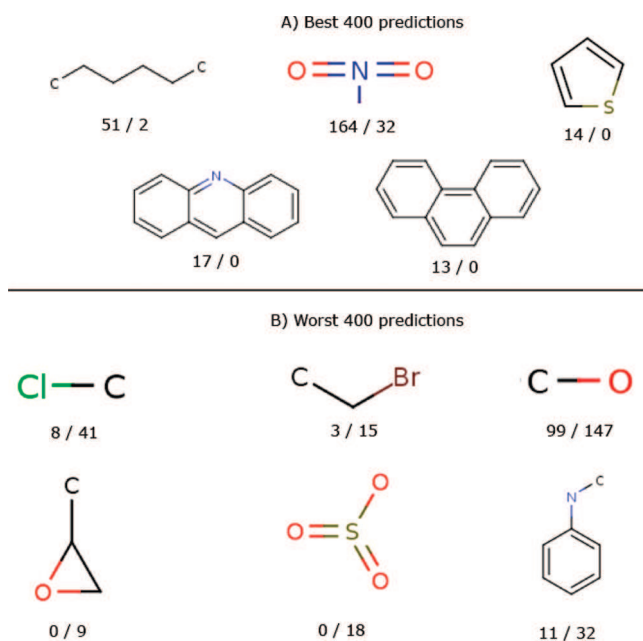 A) Best 400 predictions
C C
O N O
S
51 / 2
164 / 32
14 / 0
N
17 / 0
13 / 0
B) Worst 400 predictions
Cl C
C Br
C O
8 / 41
3 / 15
99 / 147
C
O
O
O S
O
C
N
0 / 9
0 / 18
11 / 32